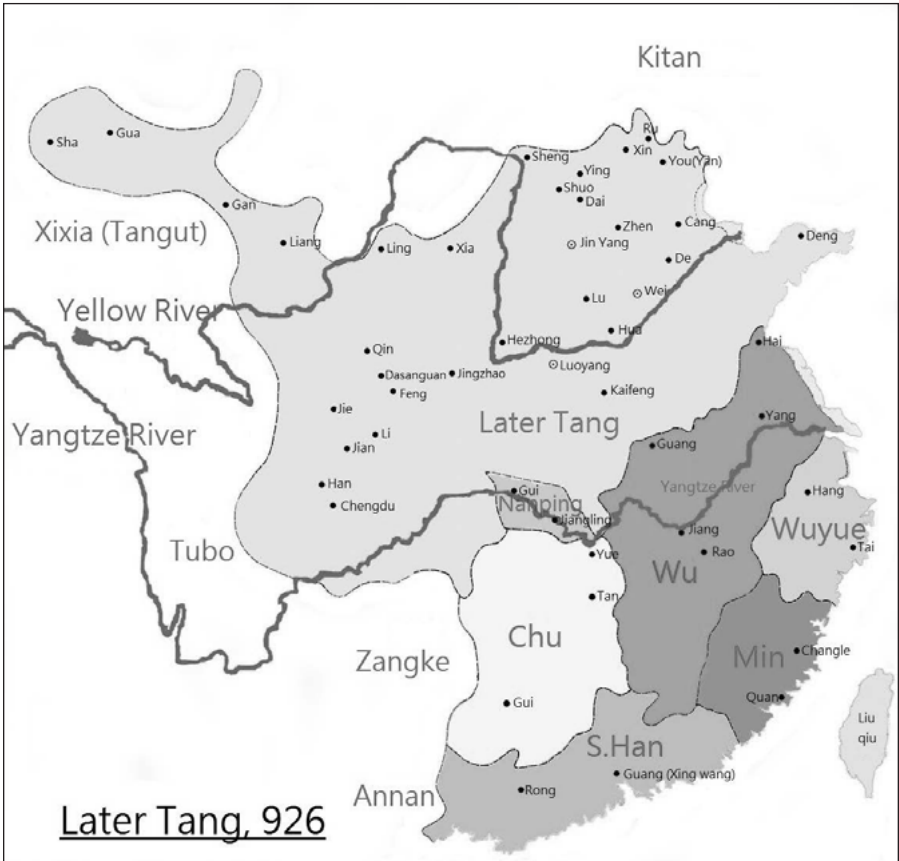 Kitan
Ru
Gua
Sha
Xin
Sheng
You(Yan)
Ying
Shuo
Dai
Gan
Cang
Zhen
Xixia (Tangut)
Deng
Liang
Ling
Xia
Jin Yang
De
Wei
Lu
Yellow River
Hua
Hezhong
Hai
Qin
Luoyang
Dasanguan
Jingzhao
Feng
Kaifeng
Jie
Yang
Later Tang
Yangtze River
Li
Guang
Jian
Han
Gui
Yangtze River
Hang
Nanping
Chengdu
Jiangling
Jiang
Wuyue
Tubo
Yue
Rao
Tai
Wu
Tan
Chu
Min
Changle
Zangke
Quan
Gui
Liu
qiu
S.Han
Guang (Xing wang)
Annan
Rong
Later Tang, 926